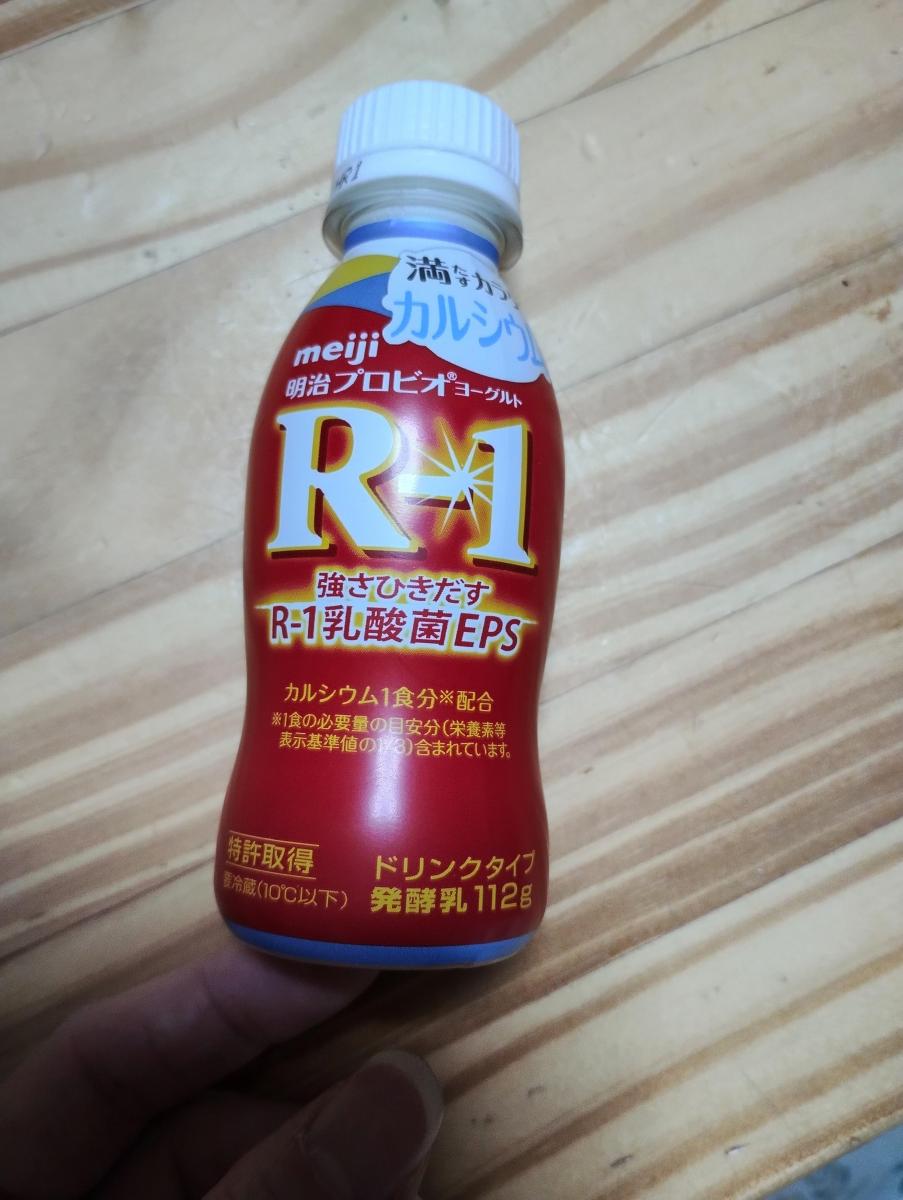 R1
満たすカラ
カルシウム
meiji
明治プロビオ®ヨーグルト
R-1
強さひきだす
R-1乳酸菌EPS
カルシウム1食分※配合
※1食の必要量の目安分(栄養素等
表示基準値の1/3)含まれています。
特許取得
要冷蔵(10℃以下)
ドリンクタイプ
発酵乳 112g